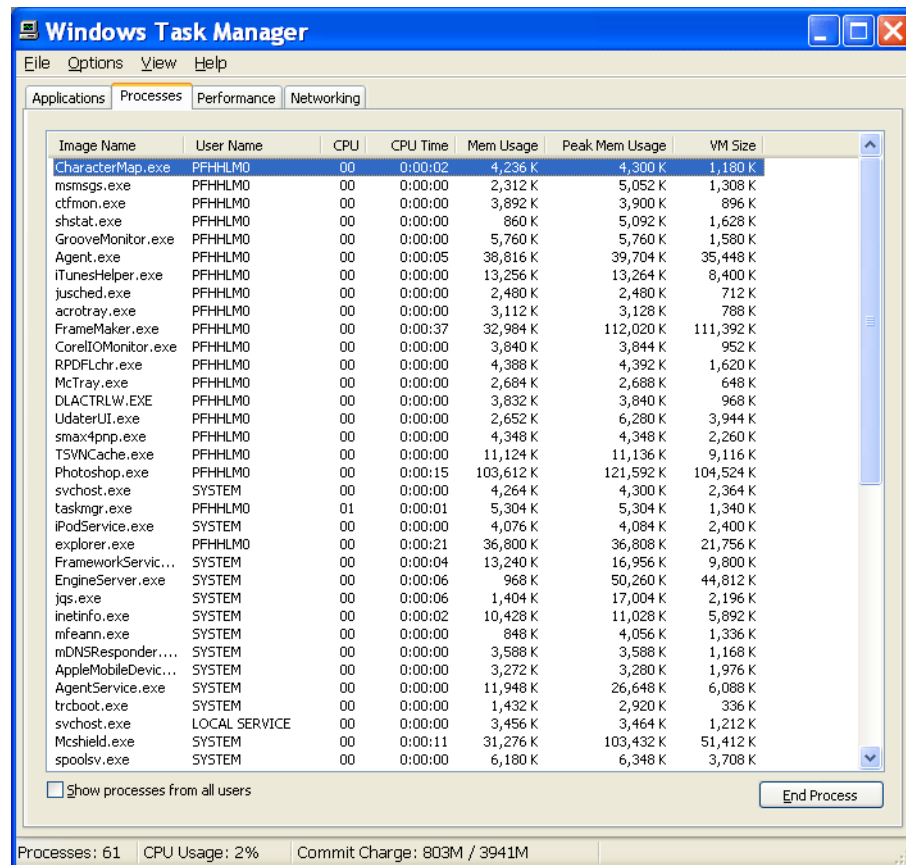 Windows Task Manager
File Options View Help
Applications Processes Performance Networking
Image Name User Name CPU CPU Time Mem Usage Peak Mem Usage VM Size
CharacterMap.exe PFHHLM0 00 0:00:02 4,236 K 4,300 K 1,180 K
msmsgs.exe PFHHLM0 00 0:00:00 2,312 K 5,052 K 1,308 K
ctfmon.exe PFHHLM0 00 0:00:00 3,892 K 3,900 K 896 K
shstat.exe PFHHLM0 00 0:00:00 860 K 5,092 K 1,628 K
GrooveMonitor.exe PFHHLM0 00 0:00:00 5,760 K 5,760 K 1,580 K
Agent.exe PFHHLM0 00 0:00:05 38,816 K 39,704 K 35,448 K
iTunesHelper.exe PFHHLM0 00 0:00:00 13,256 K 13,264 K 8,400 K
jusched.exe PFHHLM0 00 0:00:00 2,480 K 2,480 K 712 K
acrotray.exe PFHHLM0 00 0:00:00 3,112 K 3,128 K 788 K
FrameMaker.exe PFHHLM0 00 0:00:37 32,984 K 112,020 K 111,392 K
CorelIOMonitor.exe PFHHLM0 00 0:00:00 3,840 K 3,844 K 952 K
RPDFLchr.exe PFHHLM0 00 0:00:00 4,388 K 4,392 K 1,620 K
McTray.exe PFHHLM0 00 0:00:00 2,684 K 2,688 K 648 K
DLACTRLW.EXE PFHHLM0 00 0:00:00 3,832 K 3,840 K 968 K
UdaterUI.exe PFHHLM0 00 0:00:00 2,652 K 6,280 K 3,944 K
smax4pnp.exe PFHHLM0 00 0:00:00 4,348 K 4,348 K 2,260 K
TSVNCache.exe PFHHLM0 00 0:00:00 11,124 K 11,136 K 9,116 K
Photoshop.exe PFHHLM0 00 0:00:15 103,612 K 121,592 K 104,524 K
svchost.exe SYSTEM 00 0:00:00 4,264 K 4,300 K 2,364 K
taskmgr.exe PFHHLM0 01 0:00:01 5,304 K 5,304 K 1,340 K
iPodService.exe SYSTEM 00 0:00:00 4,076 K 4,084 K 2,400 K
explorer.exe PFHHLM0 00 0:00:21 36,800 K 36,808 K 21,756 K
FrameworkServic... SYSTEM 00 0:00:04 13,240 K 16,956 K 9,800 K
EngineServer.exe SYSTEM 00 0:00:06 968 K 50,260 K 44,812 K
jqs.exe SYSTEM 00 0:00:06 1,404 K 17,004 K 2,196 K
inetinfo.exe SYSTEM 00 0:00:02 10,428 K 11,028 K 5,892 K
mfeann.exe SYSTEM 00 0:00:00 848 K 4,056 K 1,336 K
mDNSResponder.... SYSTEM 00 0:00:00 3,588 K 3,588 K 1,168 K
AppleMobileDevic... SYSTEM 00 0:00:00 3,272 K 3,280 K 1,976 K
AgentService.exe SYSTEM 00 0:00:00 11,948 K 26,648 K 6,088 K
trcboot.exe SYSTEM 00 0:00:00 1,432 K 2,920 K 336 K
svchost.exe LOCAL SERVICE 00 0:00:00 3,456 K 3,464 K 1,212 K
Mcshield.exe SYSTEM 00 0:00:11 31,276 K 103,432 K 51,412 K
spoolsv.exe SYSTEM 00 0:00:00 6,180 K 6,348 K 3,708 K
Show processes from all users End Process
Processes: 61 CPU Usage: 2% Commit Charge: 803M / 3941M